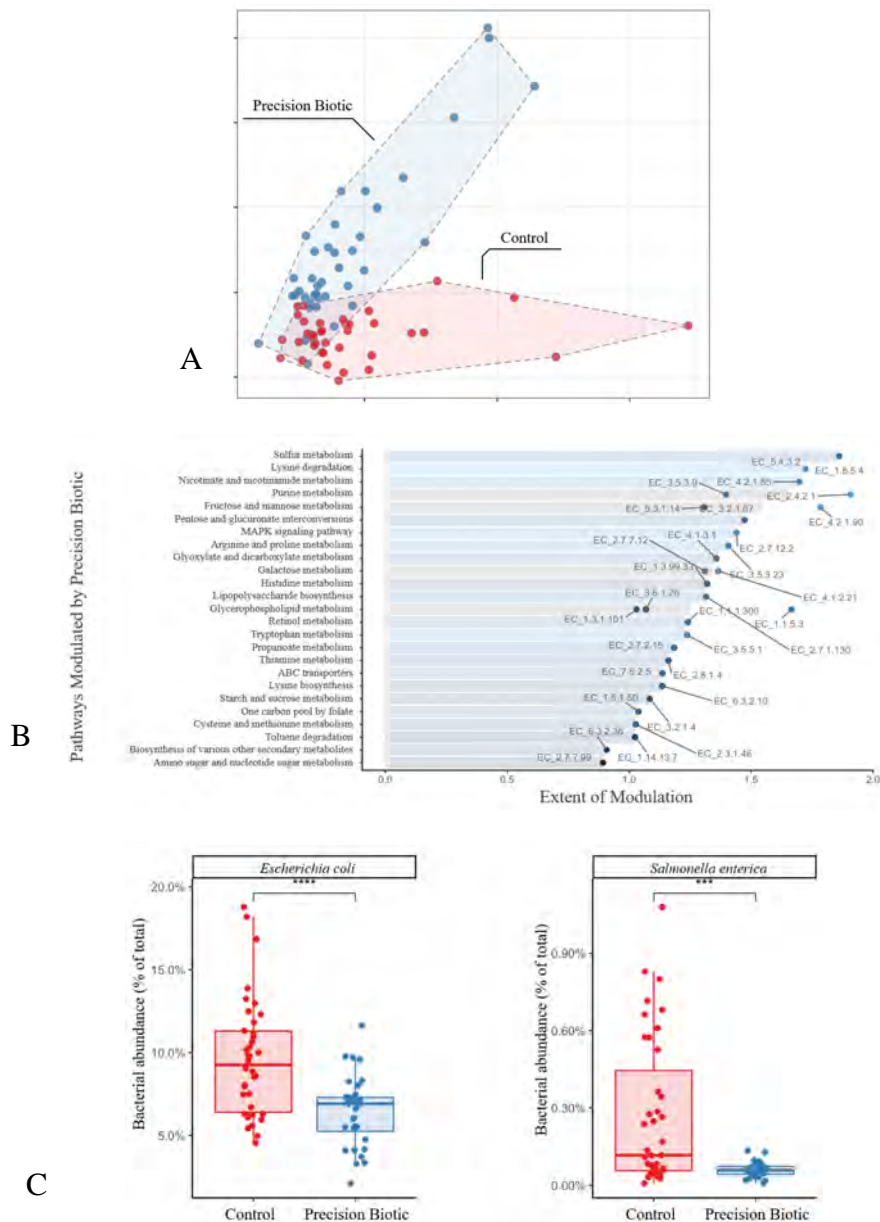 Precision Biotic
Control
A
Pathways Modulated by Precision Biotic
Sulfur metabolism
Lysine degradation
Nicotinate and nicotinamide metabolism
Purine metabolism
Fructose and mannose metabolism
Pentose and glucuronate interconversions
MAPK signaling pathway
Arginine and proline metabolism
Glyoxylate and dicarboxylate metabolism
Galactose metabolism
Histidine metabolism
Lipopolysaccharide biosynthesis
Glycerophospholipid metabolism
Retinol metabolism
Tryptophan metabolism
Propanoate metabolism
Thiamine metabolism
ABC transporters
Lysine biosynthesis
Starch and sucrose metabolism
One carbon pool by folate
Cysteine and methionine metabolism
Toluene degradation
Biosynthesis of various other secondary metabolites
Amino sugar and nucleotide sugar metabolism
EC_5.4.3.2
EC_1.8.5.4
EC_3.5.3.9 EC_4.2.1.85
EC_2.4.2.1
EC_5.3.1.14 EC_3.2.1.67
EC_4.2.1.90
EC_2.7.7.12 EC_4.1.3.1
EC_2.7.12.2
EC_1.3.99.33
EC_3.5.3.23
EC_3.6.1.26
EC_4.1.2.21
EC_1.3.1.101
EC_1.1.1.300
EC_1.1.5.3
EC_3.5.5.1
EC_2.7.1.130
EC_2.7.2.15
EC_7.6.2.5
EC_2.8.1.4
EC_1.5.1.50
EC_6.3.2.10
EC_6.3.2.36
EC_3.2.1.4
EC_2.7.7.99
EC_1.14.13.7
EC_2.3.1.46
0.0 0.5 1.0 1.5 2.0
Extent of Modulation
B
Escherichia coli
****
Bacterial abundance (% of total)
20.0%
15.0%
10.0%
5.0%
Control Precision Biotic
Salmonella enterica
***
Bacterial abundance (% of total)
0.90%
0.60%
0.30%
0.00%
Control Precision Biotic
C